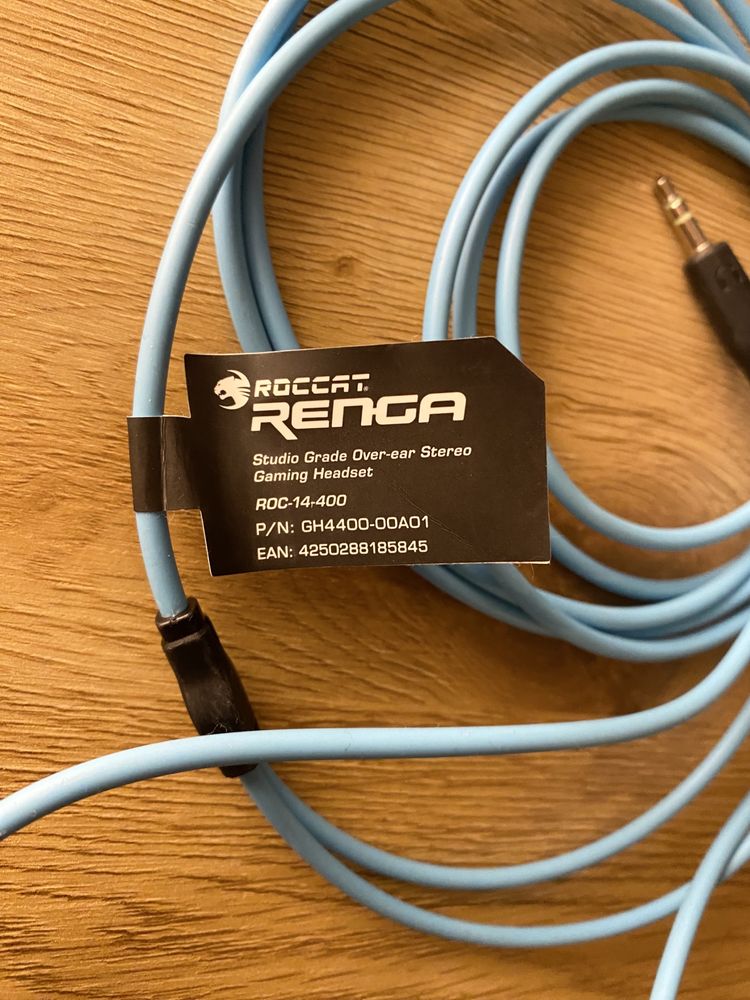 ROCCAT®
RENGA
Studio Grade Over-ear Stereo
Gaming Headset
ROC-14-400
P/N: GH4400-00A01
EAN: 4250288185845